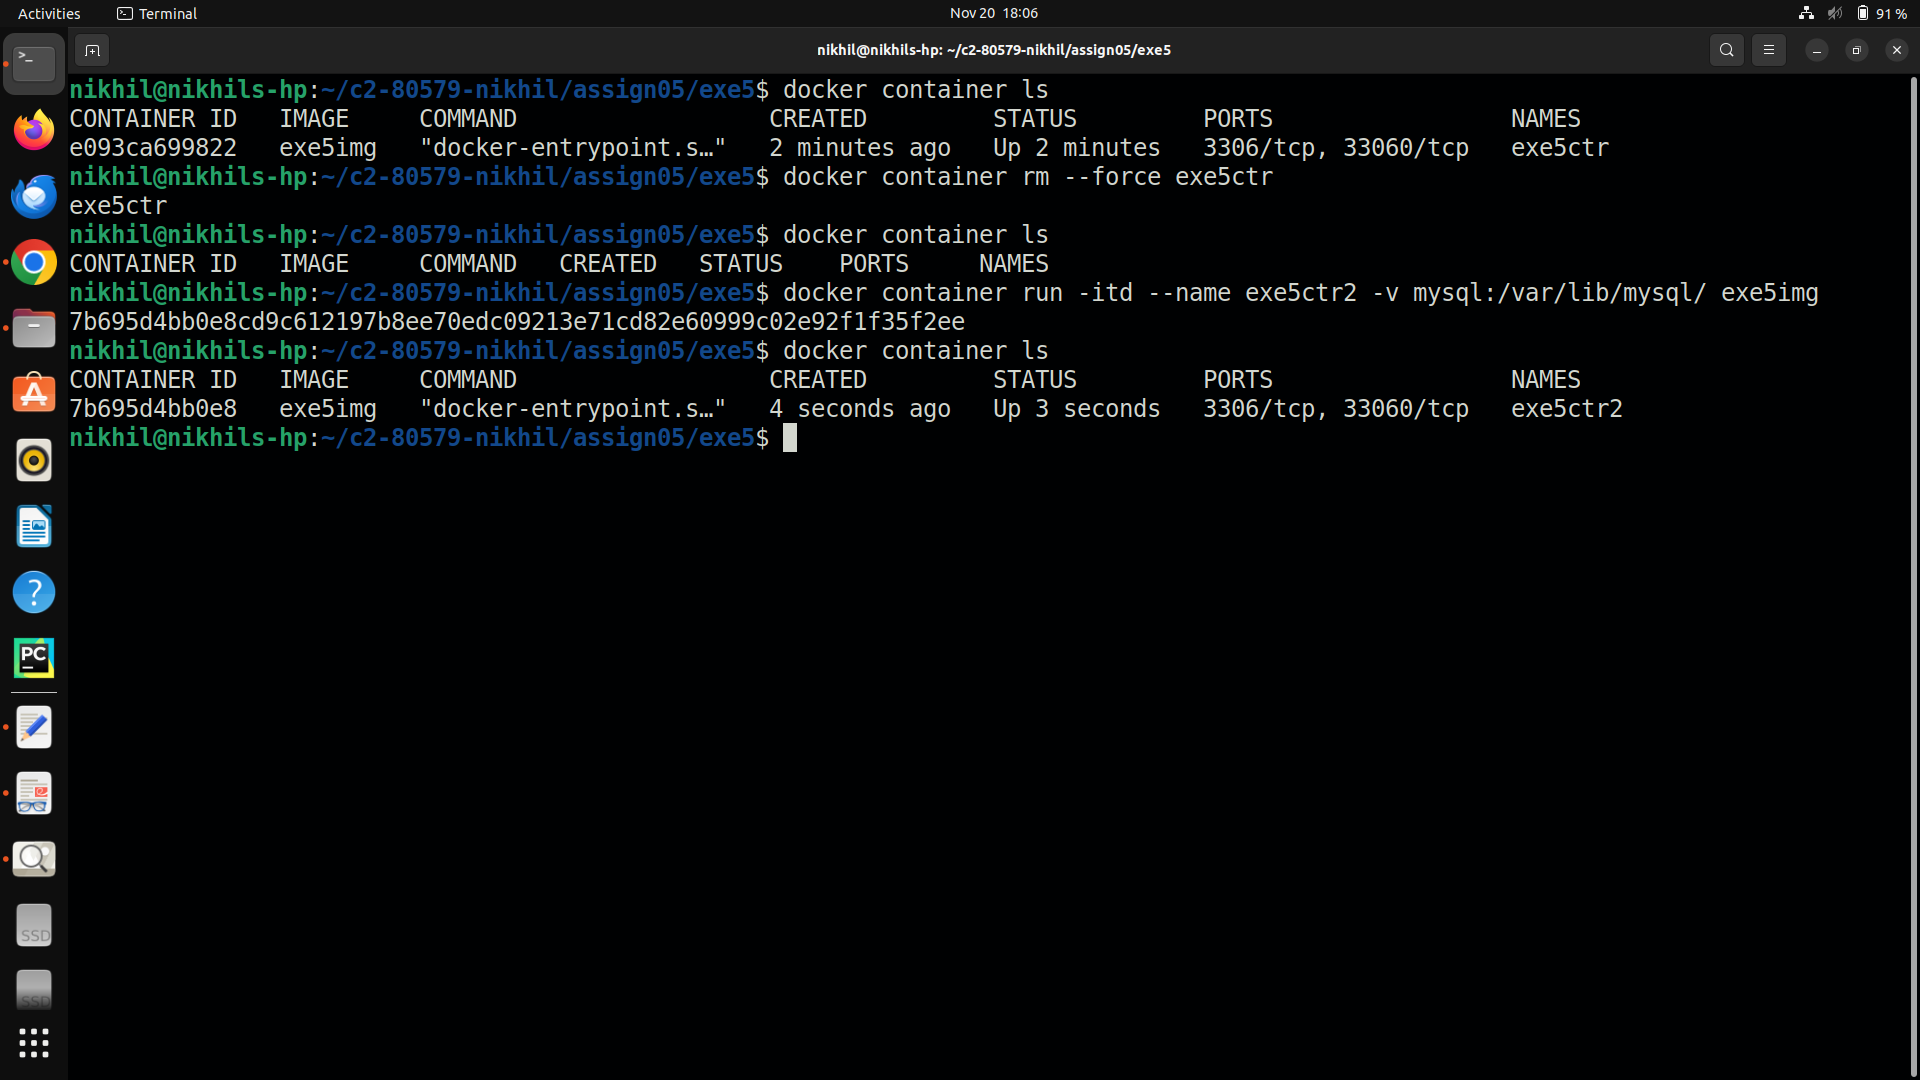 Activities Terminal Nov 20 18:06 91 %
nikhil@nikhils-hp: ~/c2-80579-nikhil/assign05/exe5
nikhil@nikhils-hp:~/c2-80579-nikhil/assign05/exe5$ docker container ls
CONTAINER ID   IMAGE     COMMAND                  CREATED         STATUS         PORTS                 NAMES
e093ca699822   exe5img   "docker-entrypoint.s…"   2 minutes ago   Up 2 minutes   3306/tcp, 33060/tcp   exe5ctr
nikhil@nikhils-hp:~/c2-80579-nikhil/assign05/exe5$ docker container rm --force exe5ctr
exe5ctr
nikhil@nikhils-hp:~/c2-80579-nikhil/assign05/exe5$ docker container ls
CONTAINER ID   IMAGE     COMMAND   CREATED   STATUS    PORTS     NAMES
nikhil@nikhils-hp:~/c2-80579-nikhil/assign05/exe5$ docker container run -itd --name exe5ctr2 -v mysql:/var/lib/mysql/ exe5img
7b695d4bb0e8cd9c612197b8ee70edc09213e71cd82e60999c02e92f1f35f2ee
nikhil@nikhils-hp:~/c2-80579-nikhil/assign05/exe5$ docker container ls
CONTAINER ID   IMAGE     COMMAND                  CREATED         STATUS         PORTS                 NAMES
7b695d4bb0e8   exe5img   "docker-entrypoint.s…"   4 seconds ago   Up 3 seconds   3306/tcp, 33060/tcp   exe5ctr2
nikhil@nikhils-hp:~/c2-80579-nikhil/assign05/exe5$
PC
SSD
SSD